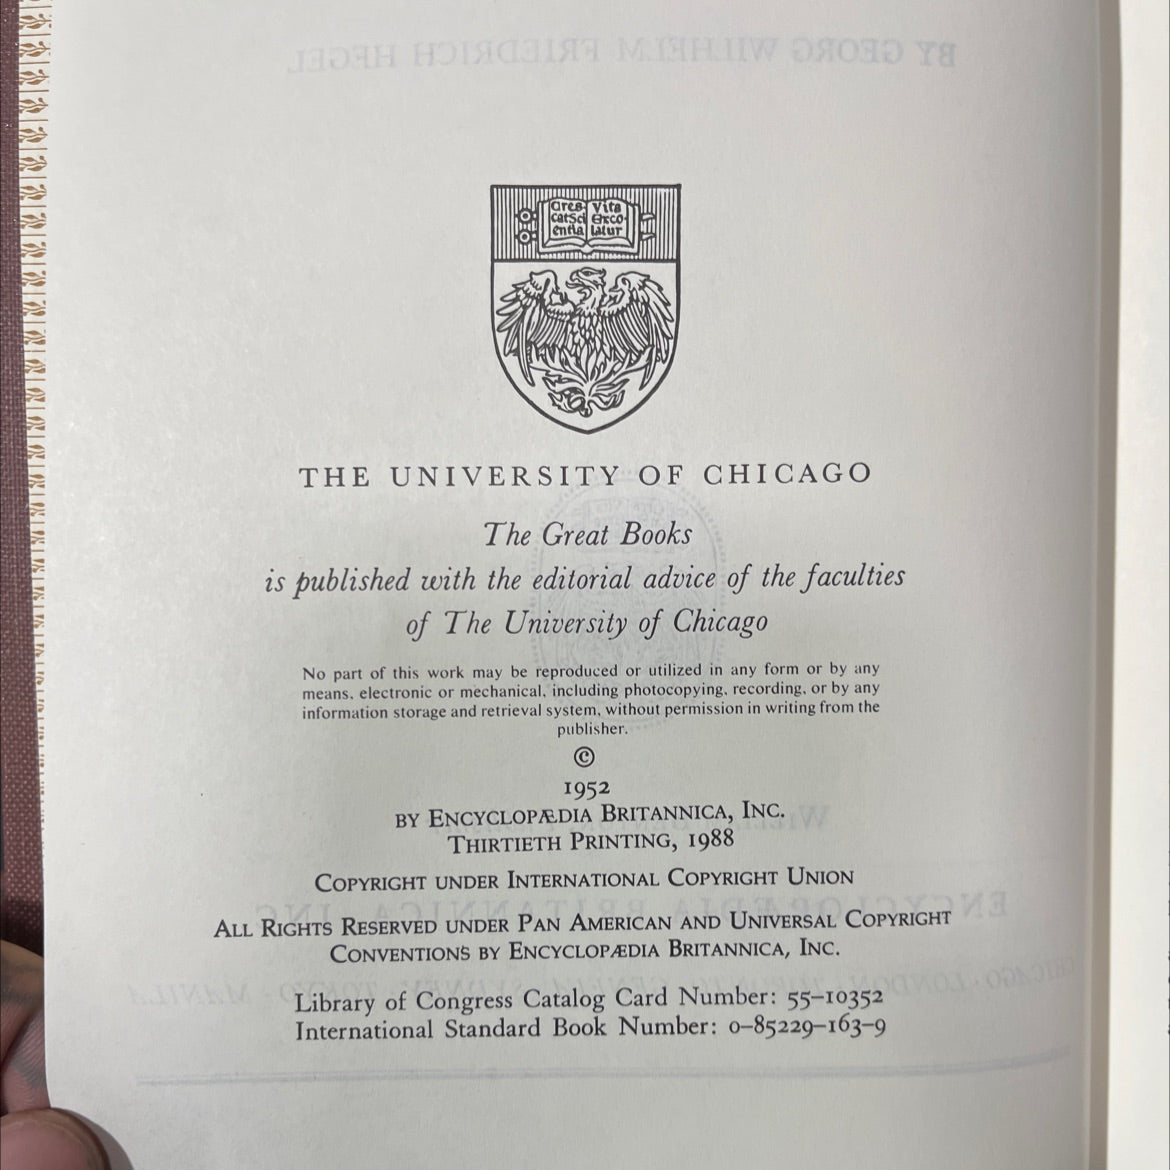 BY GEORG WILHELM FRIEDRICH HEGEL
Cres Vita
cat Sci Exco
entia latur
THE UNIVERSITY OF CHICAGO
The Great Books
is published with the editorial advice of the faculties
of The University of Chicago
No part of this work may be reproduced or utilized in any form or by any
means, electronic or mechanical, including photocopying, recording, or by any
information storage and retrieval system, without permission in writing from the
publisher.
©
1952
BY ENCYCLOPÆDIA BRITANNICA, INC.
THIRTIETH PRINTING, 1988
COPYRIGHT UNDER INTERNATIONAL COPYRIGHT UNION
ALL RIGHTS RESERVED UNDER PAN AMERICAN AND UNIVERSAL COPYRIGHT
CONVENTIONS BY ENCYCLOPÆDIA BRITANNICA, INC.
Library of Congress Catalog Card Number: 55–10352
International Standard Book Number: 0–85229–163–9